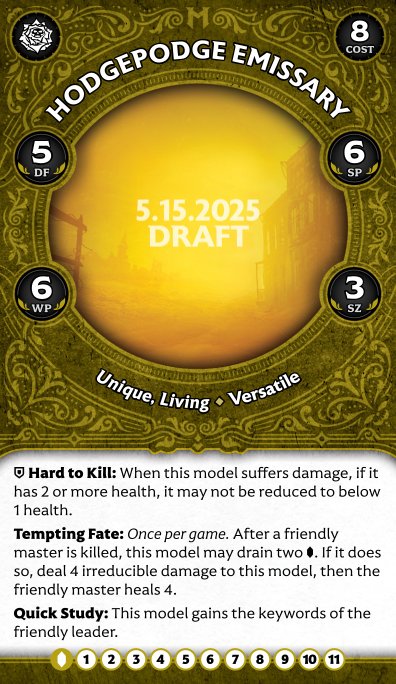 HODGEPODGE EMISSARY
8
COST
5
DF
6
SP
5.15.2025
DRAFT
6
WP
3
SZ
Unique, Living ⬥ Versatile
Hard to Kill: When this model suffers damage, if it
has 2 or more health, it may not be reduced to below
1 health.
Tempting Fate: Once per game. After a friendly
master is killed, this model may drain two . If it does
so, deal 4 irreducible damage to this model, then the
friendly master heals 4.
Quick Study: This model gains the keywords of the
friendly leader.
1 2 3 4 5 6 7 8 9 10 11